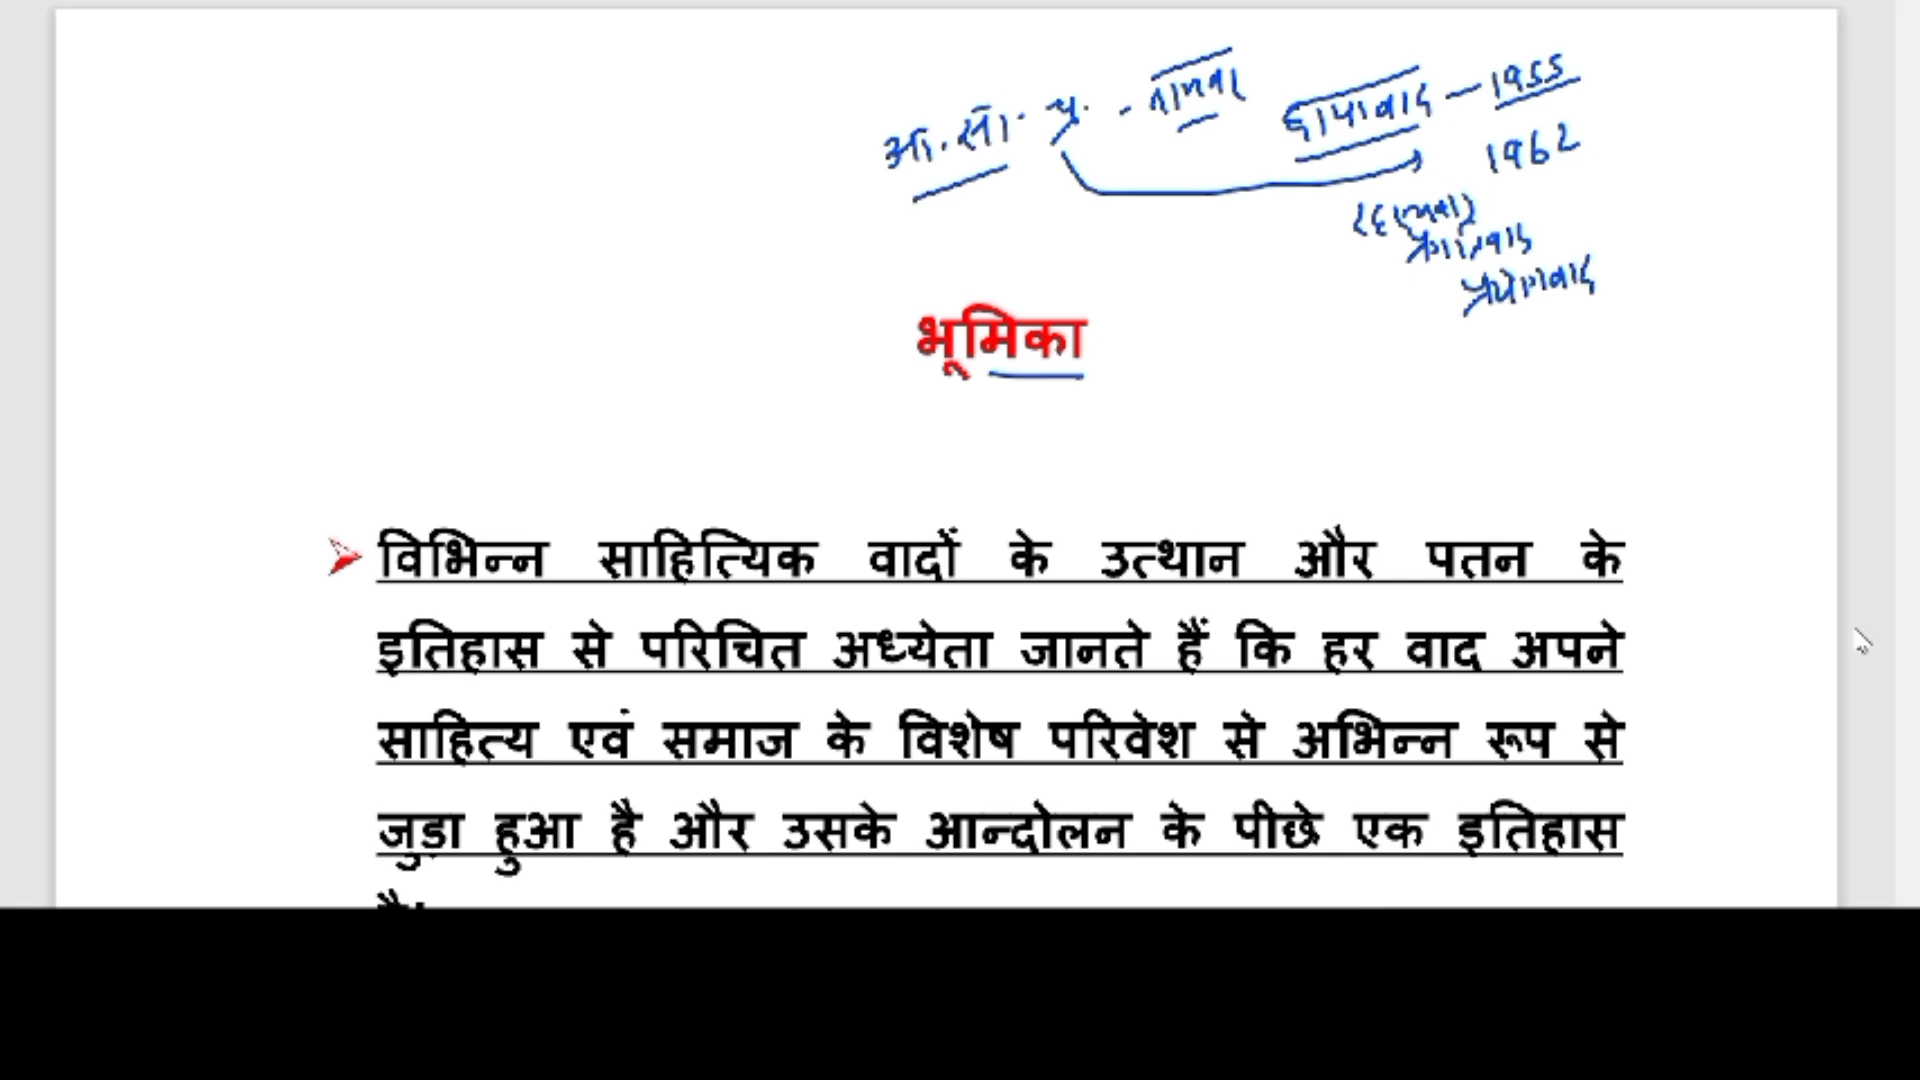 आ. सा. प्र. - नामवर छायावाद - 1955
1962
रहस्यवाद
प्रगतिवाद
प्रयोगवाद
भूमिका
विभिन्न साहित्यिक वादों के उत्थान और पतन के
इतिहास से परिचित अध्येता जानते हैं कि हर वाद अपने
साहित्य एवं समाज के विशेष परिवेश से अभिन्न रूप से
जुड़ा हुआ है और उसके आन्दोलन के पीछे एक इतिहास